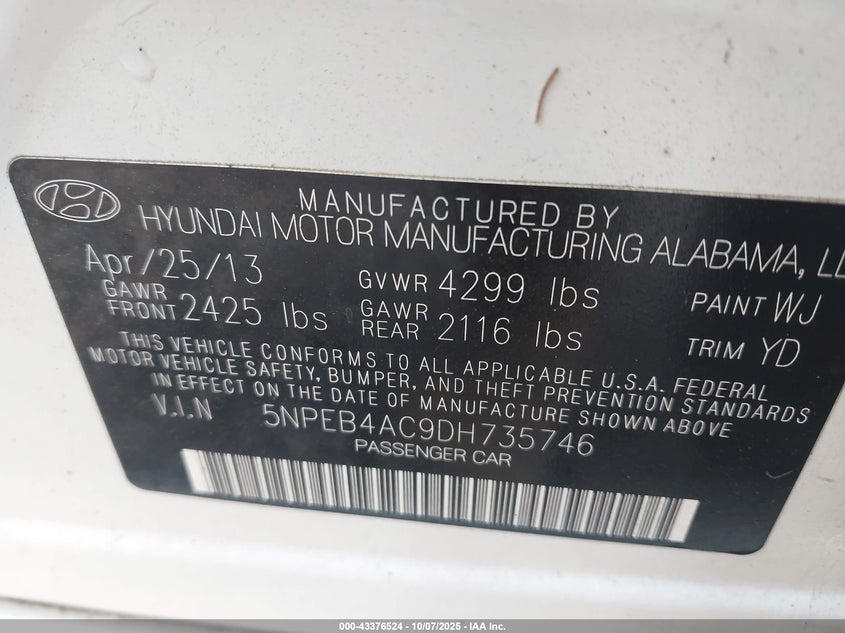 MANUFACTURED BY
HYUNDAI MOTOR MANUFACTURING ALABAMA, LL
Apr/25/13 GVWR 4299 lbs PAINT WJ
GAWR FRONT 2425 lbs GAWR REAR 2116 lbs TRIM YD
THIS VEHICLE CONFORMS TO ALL APPLICABLE U.S.A. FEDERAL
MOTOR VEHICLE SAFETY, BUMPER, AND THEFT PREVENTION STANDARDS
IN EFFECT ON THE DATE OF MANUFACTURE SHOWN ABOVE
V.I.N 5NPEB4AC9DH735746
PASSENGER CAR
000-43376524 - 10/07/2025 - IAA Inc.